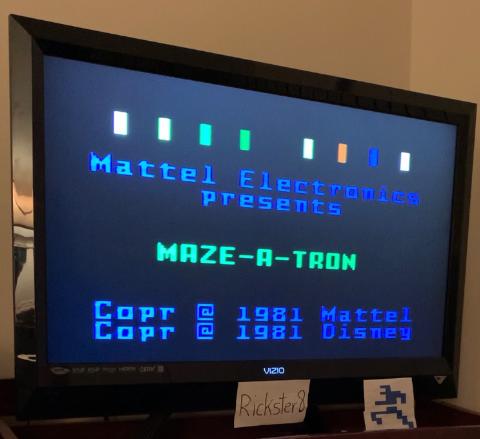 Mattel Electronics
presents
MAZE-A-TRON
Copr @ 1981 Mattel
Copr @ 1981 Disney
VIZIO
Rickster8